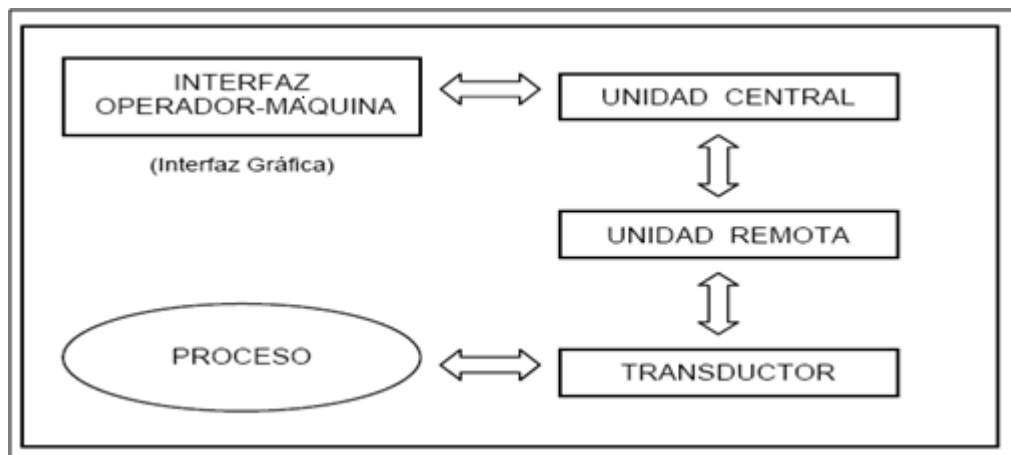 INTERFAZ
OPERADOR-MÁQUINA
(Interfaz Gráfica)
UNIDAD CENTRAL
UNIDAD REMOTA
PROCESO
TRANSDUCTOR